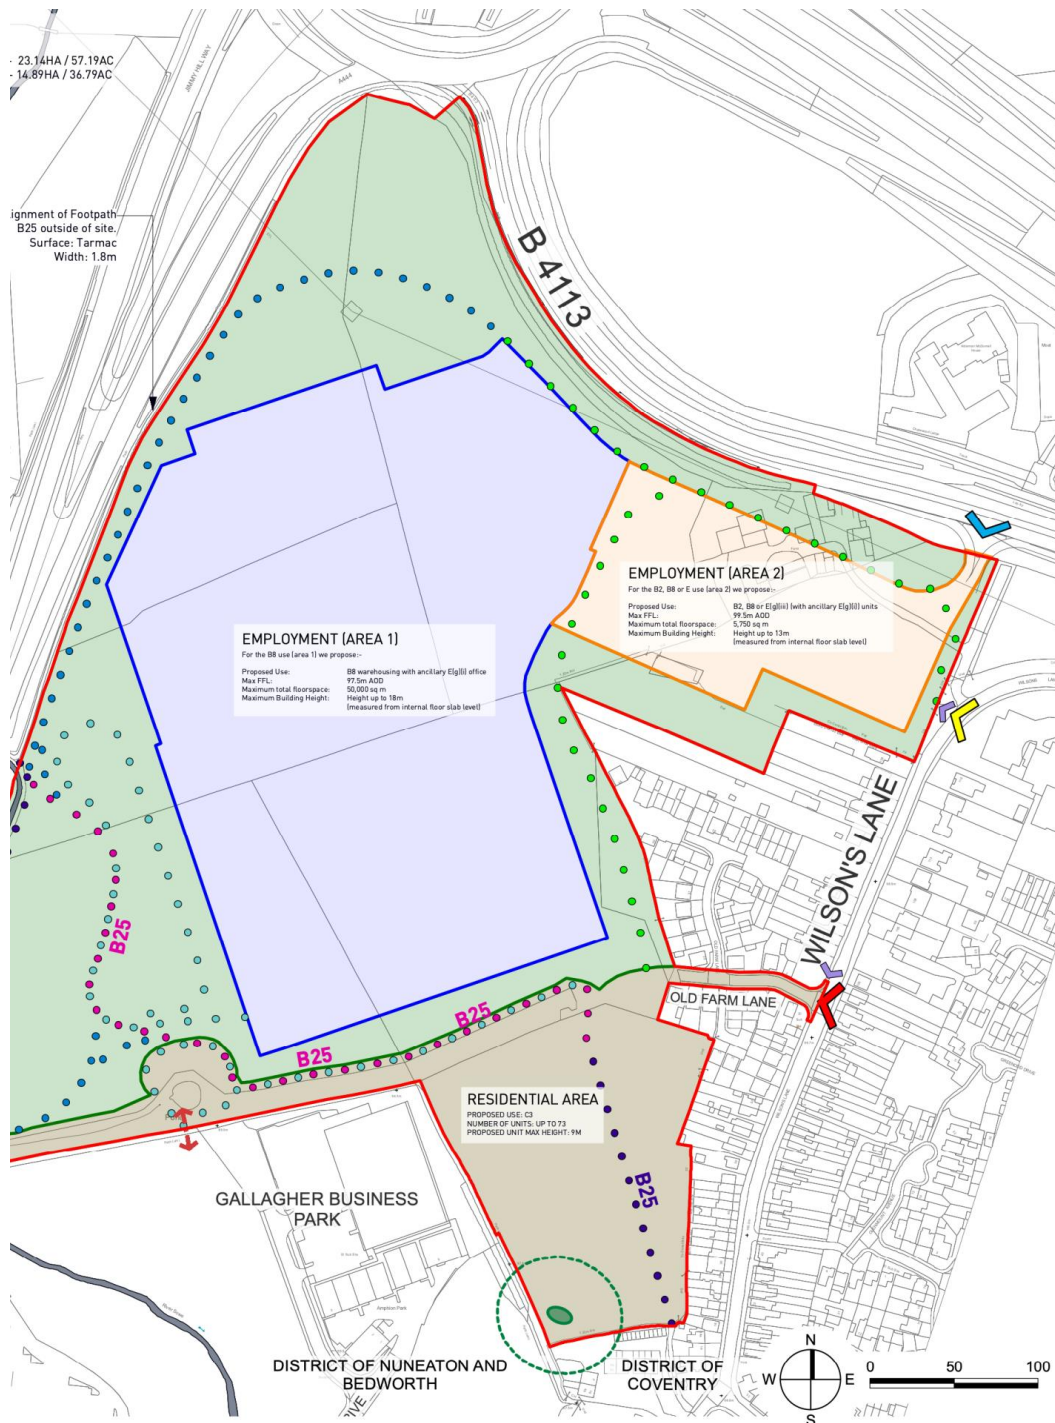 - 23.14HA / 57.19AC
- 14.89HA / 36.79AC
JIMMY HILL WAY
A444
ignment of Footpath
B25 outside of site.
Surface: Tarmac
Width: 1.8m
B 4113
EMPLOYMENT (AREA 2)
For the B2, B8 or E use (area 2) we propose:-
Proposed Use: B2, B8 or E(g)(iii) (with ancillary E(g)(i) units
Max FFL: 99.5m AOD
Maximum total floorspace: 5,750 sq m
Maximum Building Height: Height up to 13m
(measured from internal floor slab level)
EMPLOYMENT (AREA 1)
For the B8 use (area 1) we propose:-
Proposed Use: B8 warehousing with ancillary E(g)(i) office
Max FFL: 97.5m AOD
Maximum total floorspace: 50,000 sq m
Maximum Building Height: Height up to 18m
(measured from internal floor slab level)
WILSON'S LANE
B25
OLD FARM LANE
B25
B25
RESIDENTIAL AREA
PROPOSED USE: C3
NUMBER OF UNITS: UP TO 73
PROPOSED UNIT MAX HEIGHT: 9M
B25
GALLAGHER BUSINESS
PARK
DISTRICT OF NUNEATON AND
BEDWORTH
DISTRICT OF
COVENTRY
N
W
E
S
0 50 100